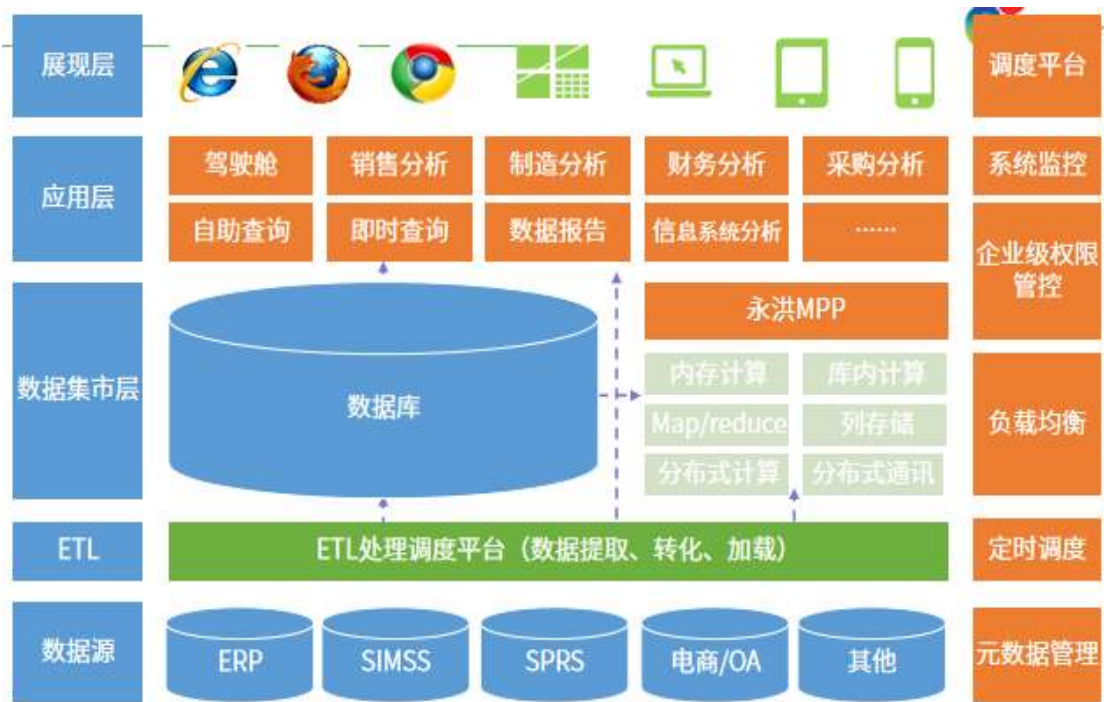 展现层
调度平台
应用层
驾驶舱
销售分析
制造分析
财务分析
采购分析
系统监控
自助查询
即时查询
数据报告
信息系统分析
......
企业级权限
管控
数据集市层
数据库
永洪MPP
内存计算
库内计算
Map/reduce
列存储
分布式计算
分布式通讯
负载均衡
ETL
ETL处理调度平台（数据提取、转化、加载）
定时调度
数据源
ERP
SIMSS
SPRS
电商/OA
其他
元数据管理